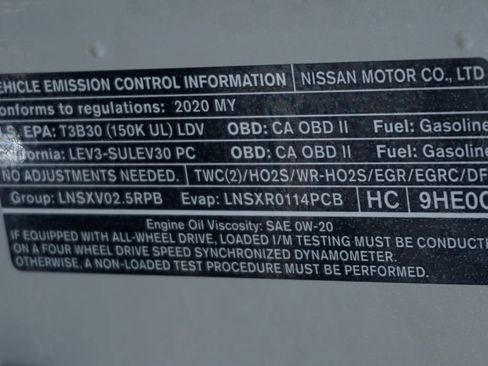 VEHICLE EMISSION CONTROL INFORMATION NISSAN MOTOR CO., LTD
Conforms to regulations: 2020 MY
U.S. EPA: T3B30 (150K UL) LDV OBD: CA OBD II Fuel: Gasoline
California: LEV3-SULEV30 PC OBD: CA OBD II Fuel: Gasoline
NO ADJUSTMENTS NEEDED. TWC(2)/HO2S/WR-HO2S/EGR/EGRC/DF
Group: LNSXV02.5RPB Evap: LNSXR0114PCB HC 9HE0
Engine Oil Viscosity: SAE 0W-20
IF EQUIPPED WITH ALL-WHEEL DRIVE, LOADED I/M TESTING MUST BE CONDUCTE
ON A FOUR WHEEL DRIVE SPEED SYNCHRONIZED DYNAMOMETER.
OTHERWISE, A NON-LOADED TEST PROCEDURE MUST BE PERFORMED.